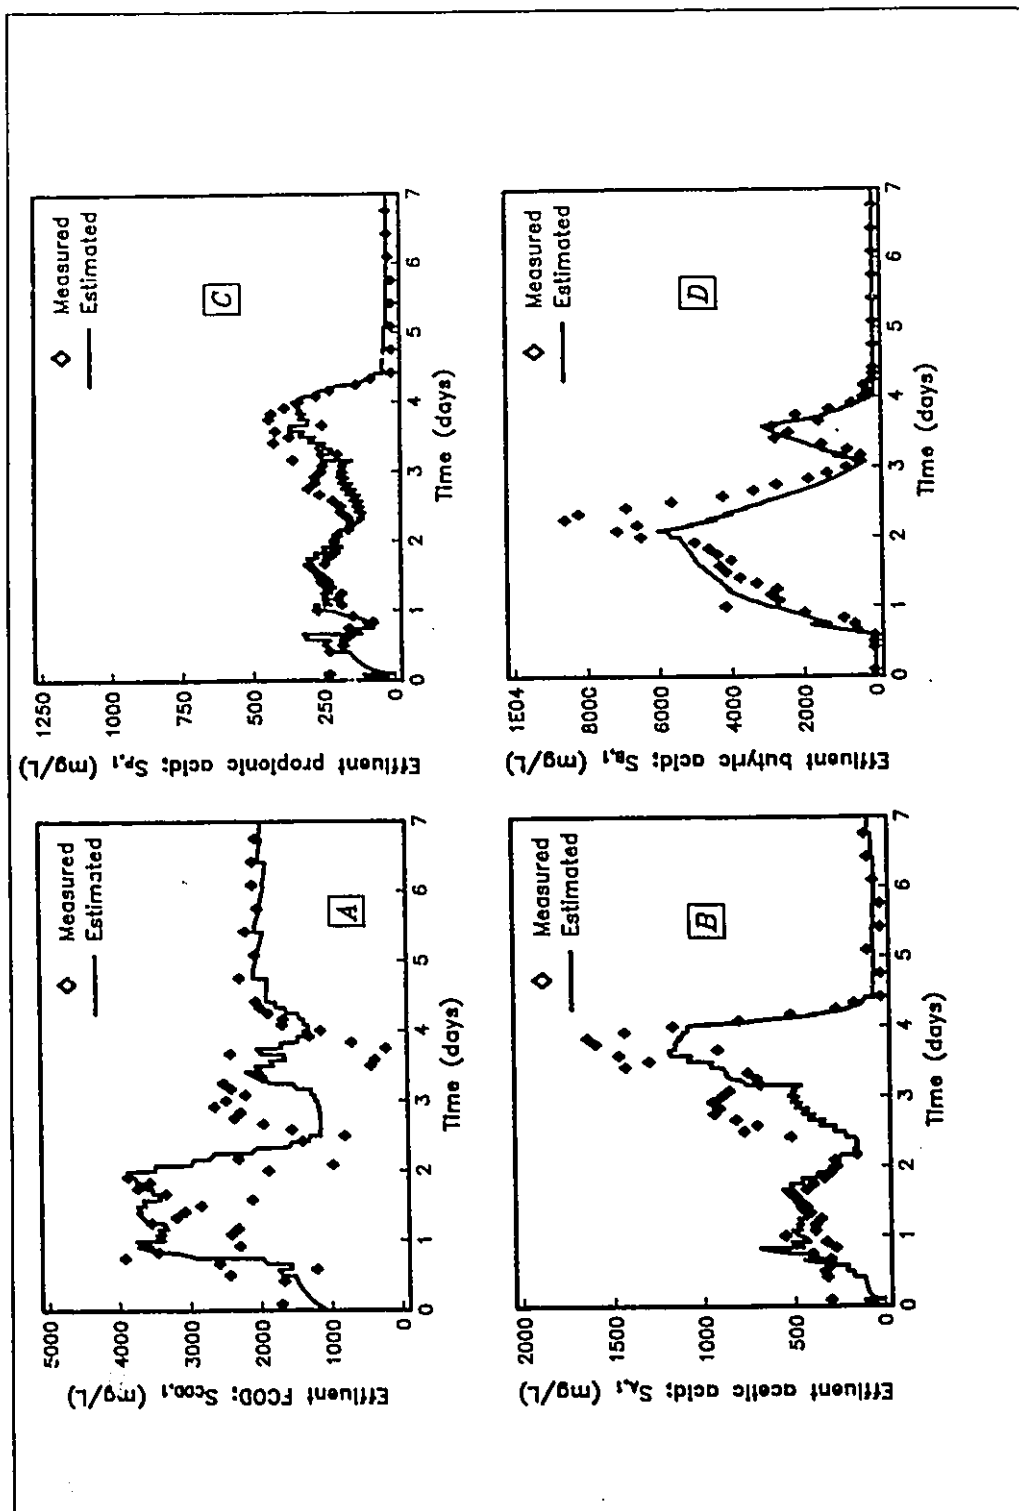 Effluent FCOD; S_COD,1 (mg/L)
5000
4000
3000
2000
1000
0
Measured
Estimated
A
0 1 2 3 4 5 6 7
Time (days)
Effluent propionic acid; S_P,1 (mg/L)
1250
1000
750
500
250
0
Measured
Estimated
C
0 1 2 3 4 5 6 7
Time (days)
Effluent acetic acid; S_A,1 (mg/L)
2000
1500
1000
500
0
Measured
Estimated
B
0 1 2 3 4 5 6 7
Time (days)
Effluent butyric acid; S_B,1 (mg/L)
1E04
8000
6000
4000
2000
0
Measured
Estimated
D
0 1 2 3 4 5 6 7
Time (days)